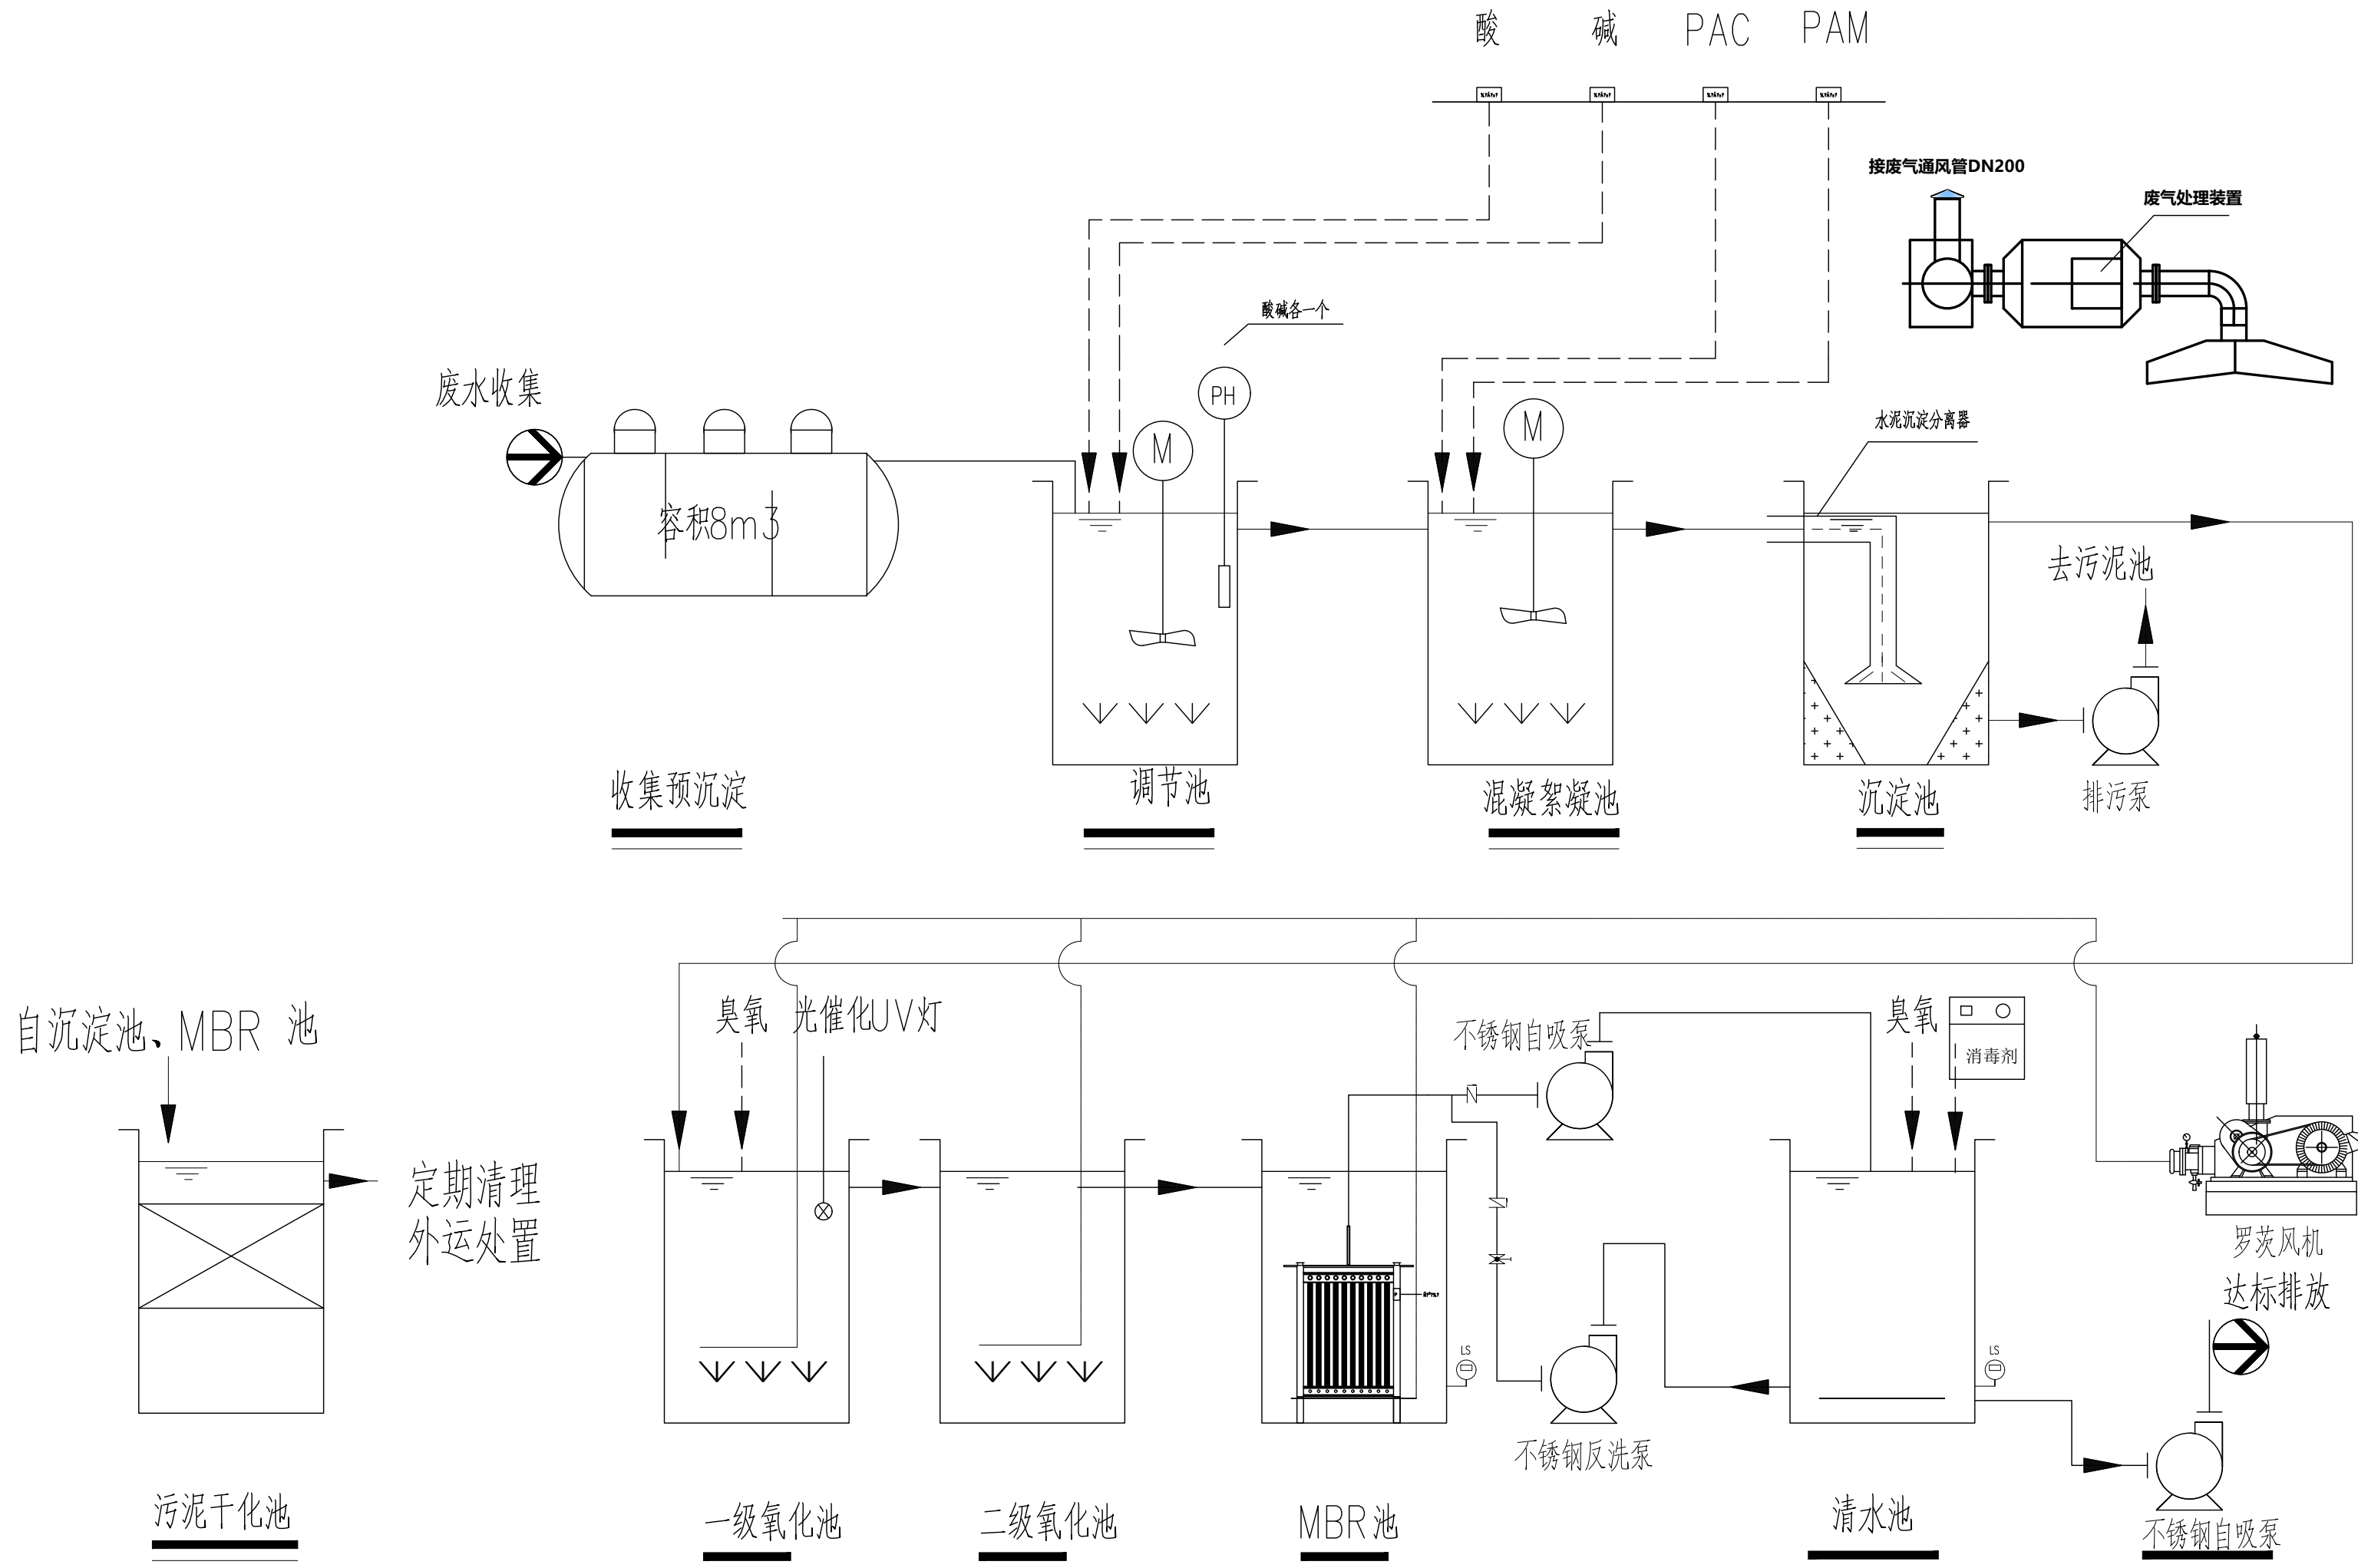 酸
碱
PAC
PAM
接废气通风管DN200
废气处理装置
酸碱各一个
废水收集
PH
M
M
水泥沉淀分离器
容积8m3
去污泥池
收集预沉淀
调节池
混凝絮凝池
沉淀池
排污泵
自沉淀池、MBR 池
臭氧
光催化UV灯
不锈钢自吸泵
臭氧
消毒剂
定期清理
外运处置
罗茨风机
达标排放
LS
LS
不锈钢反洗泵
污泥干化池
一级氧化池
二级氧化池
MBR池
清水池
不锈钢自吸泵